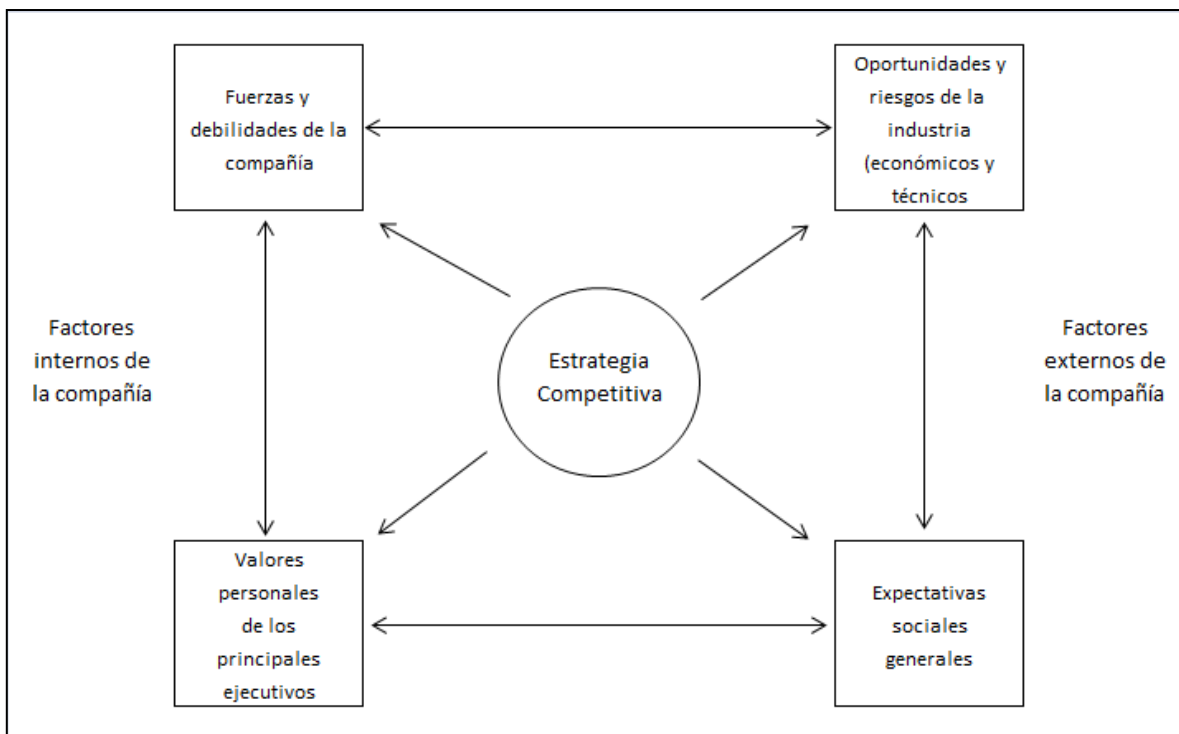 Fuerzas y
debilidades de la
compañía
Oportunidades y
riesgos de la
industria
(económicos y
técnicos
Factores
internos de
la compañía
Estrategia
Competitiva
Factores
externos de
la compañía
Valores
personales
de los
principales
ejecutivos
Expectativas
sociales
generales